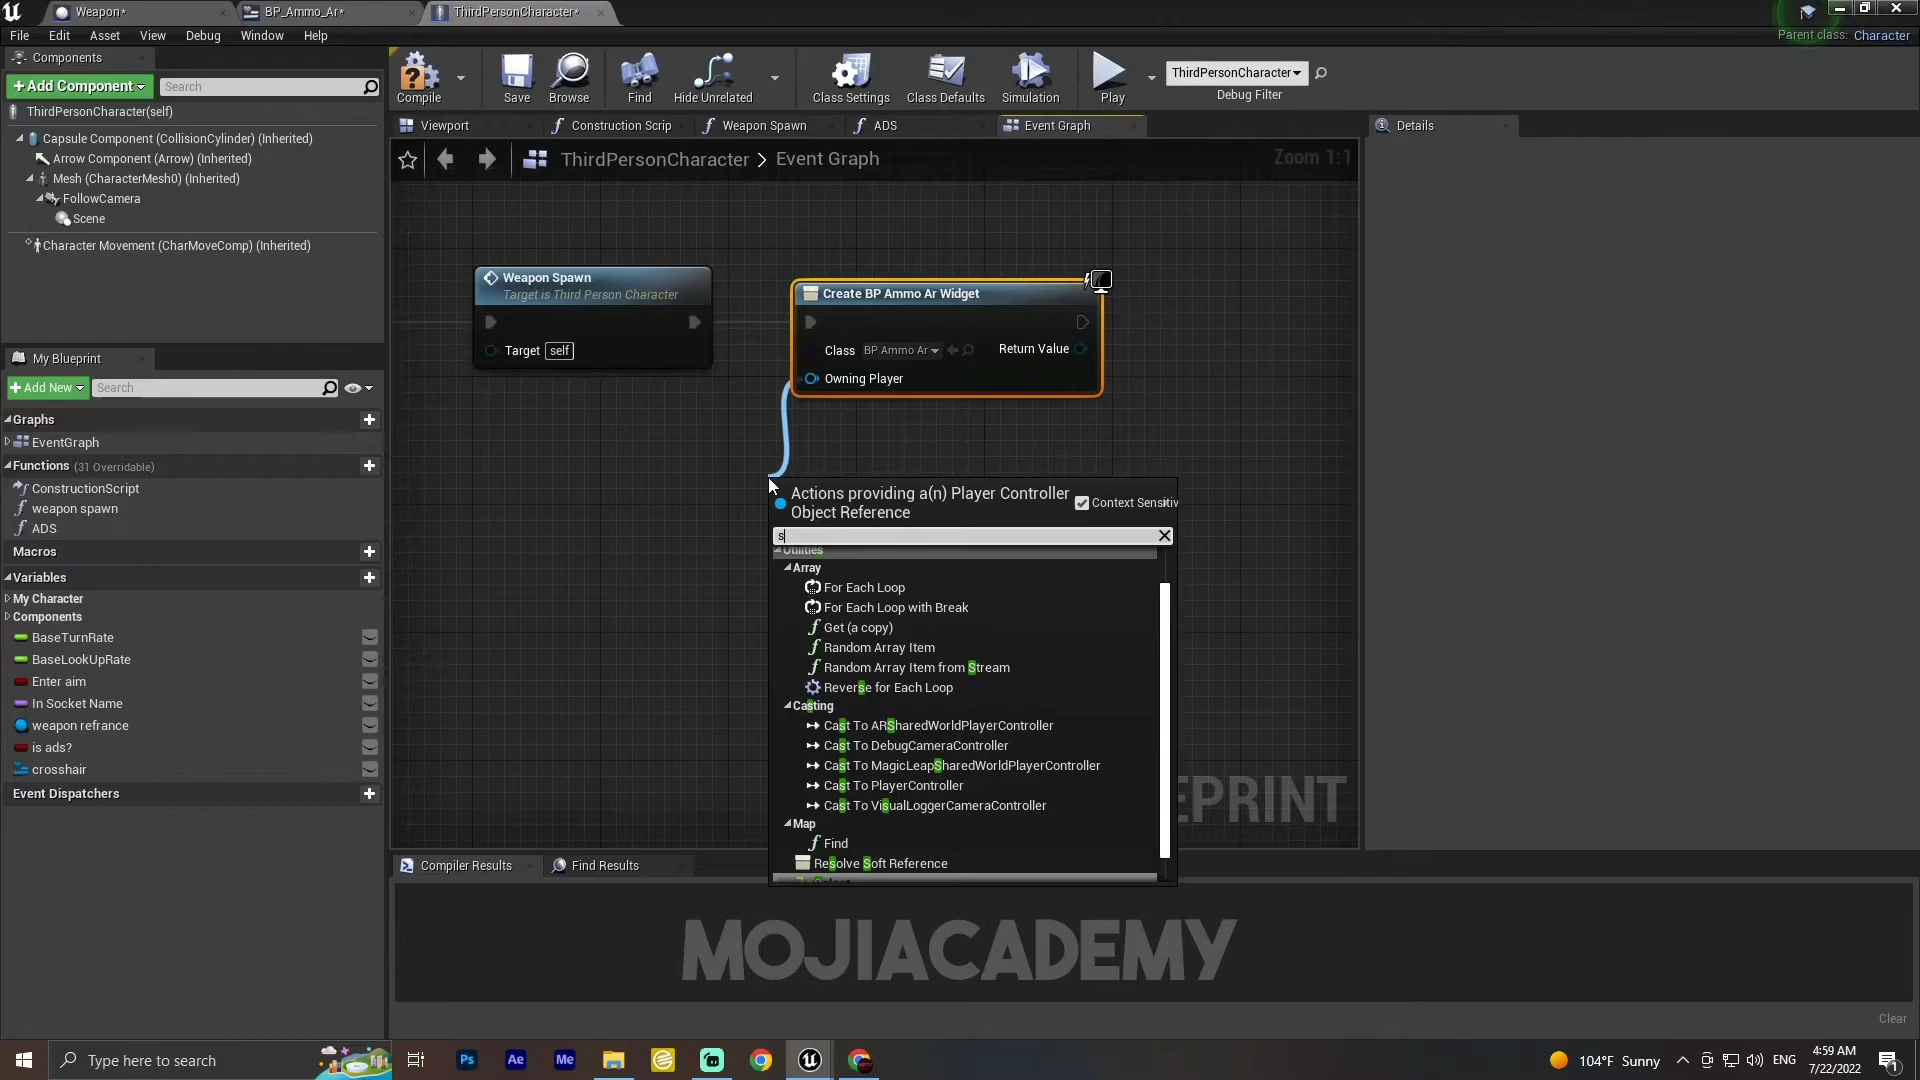 Weapon*
BP_Ammo_Ar*
ThirdPersonCharacter*
File Edit Asset View Debug Window Help
Parent class: Character
Components
+Add Component
Search
ThirdPersonCharacter(self)
Capsule Component (CollisionCylinder) (Inherited)
Arrow Component (Arrow) (Inherited)
Mesh (CharacterMesh0) (Inherited)
FollowCamera
Scene
Character Movement (CharMoveComp) (Inherited)
Compile Save Browse Find Hide Unrelated Class Settings Class Defaults Simulation Play
ThirdPersonCharacter
Debug Filter
Viewport Construction Scrip Weapon Spawn ADS Event Graph
Details
ThirdPersonCharacter > Event Graph
Zoom 1:1
Weapon Spawn
Target is Third Person Character
Target self
Create BP Ammo Ar Widget
Class BP Ammo Ar Return Value
Owning Player
My Blueprint
+Add New
Search
Graphs
EventGraph
Functions (31 Overridable)
ConstructionScript
weapon spawn
ADS
Macros
Variables
My Character
Components
BaseTurnRate
BaseLookUpRate
Enter aim
In Socket Name
weapon refrance
is ads?
crosshair
Event Dispatchers
Actions providing a(n) Player Controller
Object Reference
Context Sensitiv
s
Utilities
Array
For Each Loop
For Each Loop with Break
Get (a copy)
Random Array Item
Random Array Item from Stream
Reverse for Each Loop
Casting
Cast To ARSharedWorldPlayerController
Cast To DebugCameraController
Cast To MagicLeapSharedWorldPlayerController
Cast To PlayerController
Cast To VisualLoggerCameraController
Map
Find
Resolve Soft Reference
EPRINT
Compiler Results
Find Results
MOJIACADEMY
Clear
Type here to search
Ps Ae Me
104°F Sunny
ENG
4:59 AM
7/22/2022
1